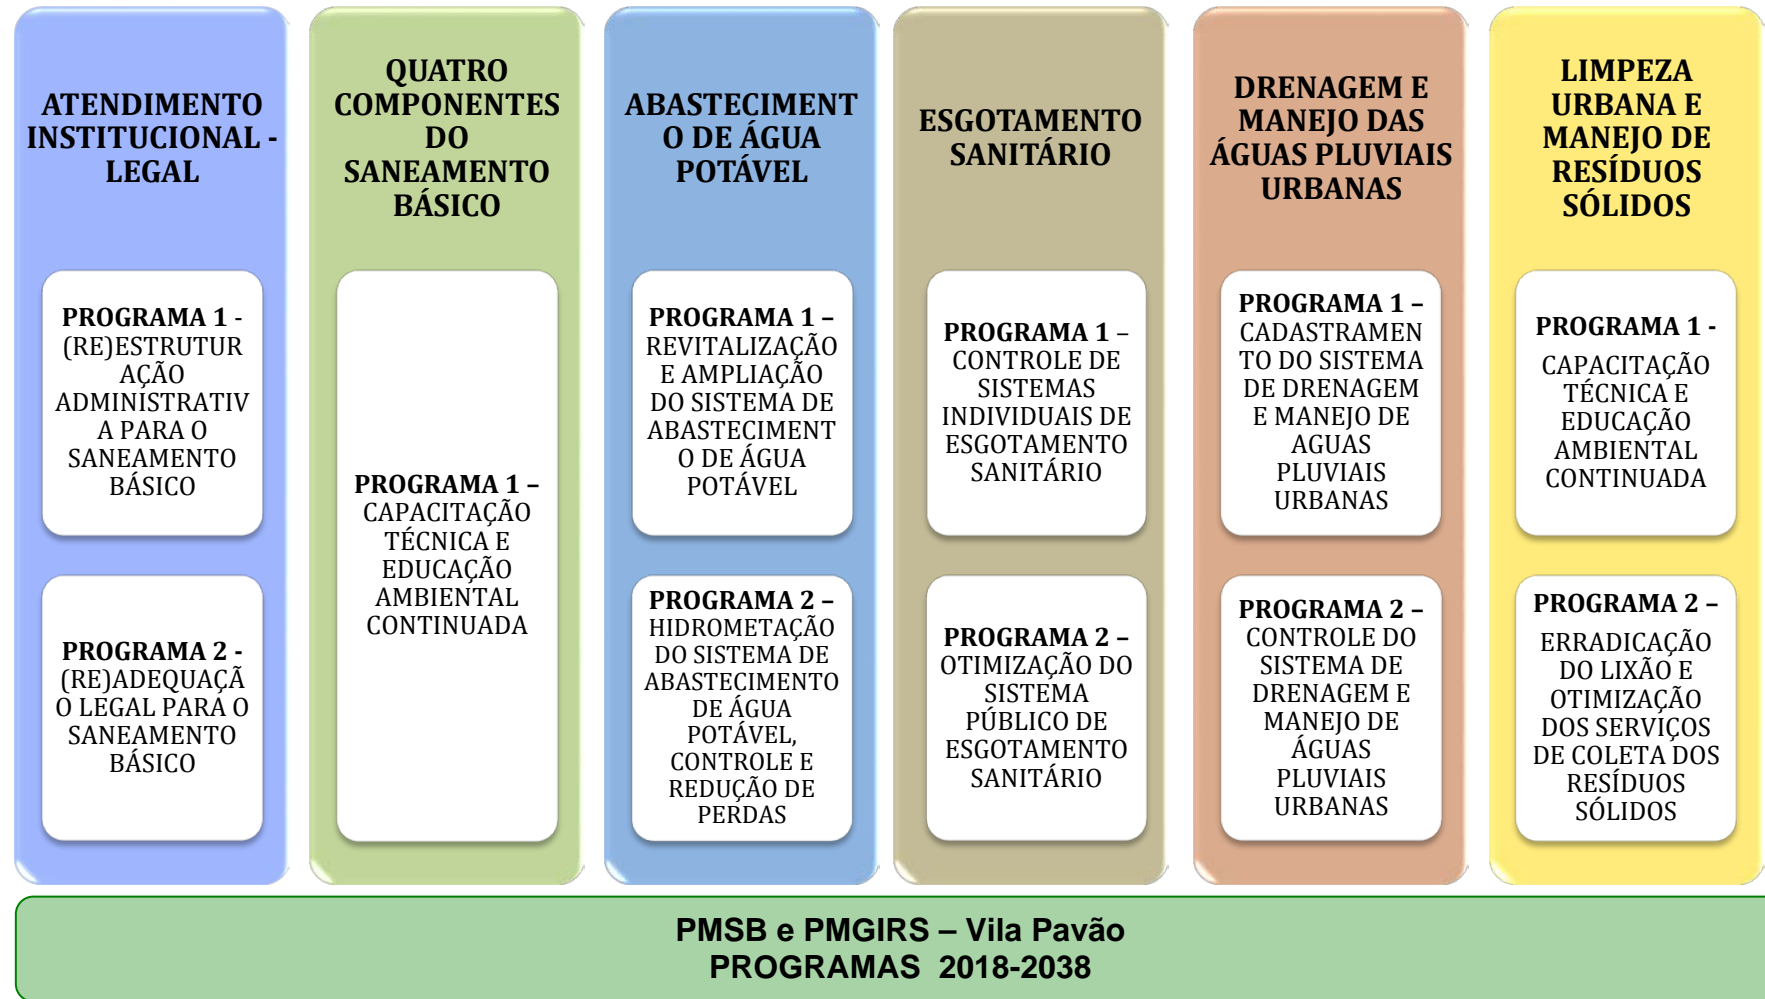 ATENDIMENTO
INSTITUCIONAL -
LEGAL
PROGRAMA 1 -
(RE)ESTRUTUR
AÇÃO
ADMINISTRATIV
A PARA O
SANEAMENTO
BÁSICO
PROGRAMA 2 -
(RE)ADEQUAÇÃ
O LEGAL PARA O
SANEAMENTO
BÁSICO
QUATRO
COMPONENTES
DO
SANEAMENTO
BÁSICO
PROGRAMA 1 –
CAPACITAÇÃO
TÉCNICA E
EDUCAÇÃO
AMBIENTAL
CONTINUADA
ABASTECIMENT
O DE ÁGUA
POTÁVEL
PROGRAMA 1 –
REVITALIZAÇÃO
E AMPLIAÇÃO
DO SISTEMA DE
ABASTECIMENT
O DE ÁGUA
POTÁVEL
PROGRAMA 2 –
HIDROMETAÇÃO
DO SISTEMA DE
ABASTECIMENTO
DE ÁGUA
POTÁVEL,
CONTROLE E
REDUÇÃO DE
PERDAS
ESGOTAMENTO
SANITÁRIO
PROGRAMA 1 –
CONTROLE DE
SISTEMAS
INDIVIDUAIS DE
ESGOTAMENTO
SANITÁRIO
PROGRAMA 2 –
OTIMIZAÇÃO DO
SISTEMA
PÚBLICO DE
ESGOTAMENTO
SANITÁRIO
DRENAGEM E
MANEJO DAS
ÁGUAS PLUVIAIS
URBANAS
PROGRAMA 1 –
CADASTRAMEN
TO DO SISTEMA
DE DRENAGEM
E MANEJO DE
AGUAS
PLUVIAIS
URBANAS
PROGRAMA 2 –
CONTROLE DO
SISTEMA DE
DRENAGEM E
MANEJO DE
ÁGUAS
PLUVIAIS
URBANAS
LIMPEZA
URBANA E
MANEJO DE
RESÍDUOS
SÓLIDOS
PROGRAMA 1 -
CAPACITAÇÃO
TÉCNICA E
EDUCAÇÃO
AMBIENTAL
CONTINUADA
PROGRAMA 2 –
ERRADICAÇÃO
DO LIXÃO E
OTIMIZAÇÃO
DOS SERVIÇOS
DE COLETA DOS
RESÍDUOS
SÓLIDOS
PMSB e PMGIRS – Vila Pavão
PROGRAMAS 2018-2038